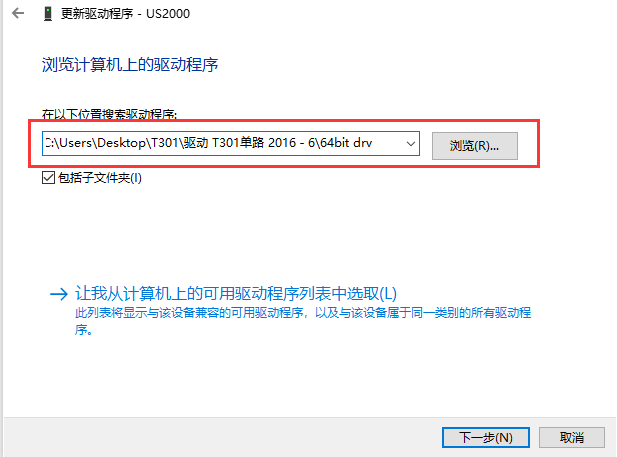 更新驱动程序 - US2000
浏览计算机上的驱动程序
在以下位置搜索驱动程序:
C:\Users\Desktop\T301\驱动 T301单路 2016 - 6\64bit drv
浏览(R)...
包括子文件夹(I)
让我从计算机上的可用驱动程序列表中选取(L)
此列表将显示与该设备兼容的可用驱动程序，以及与该设备属于同一类别的所有驱动程
序。
下一步(N)
取消